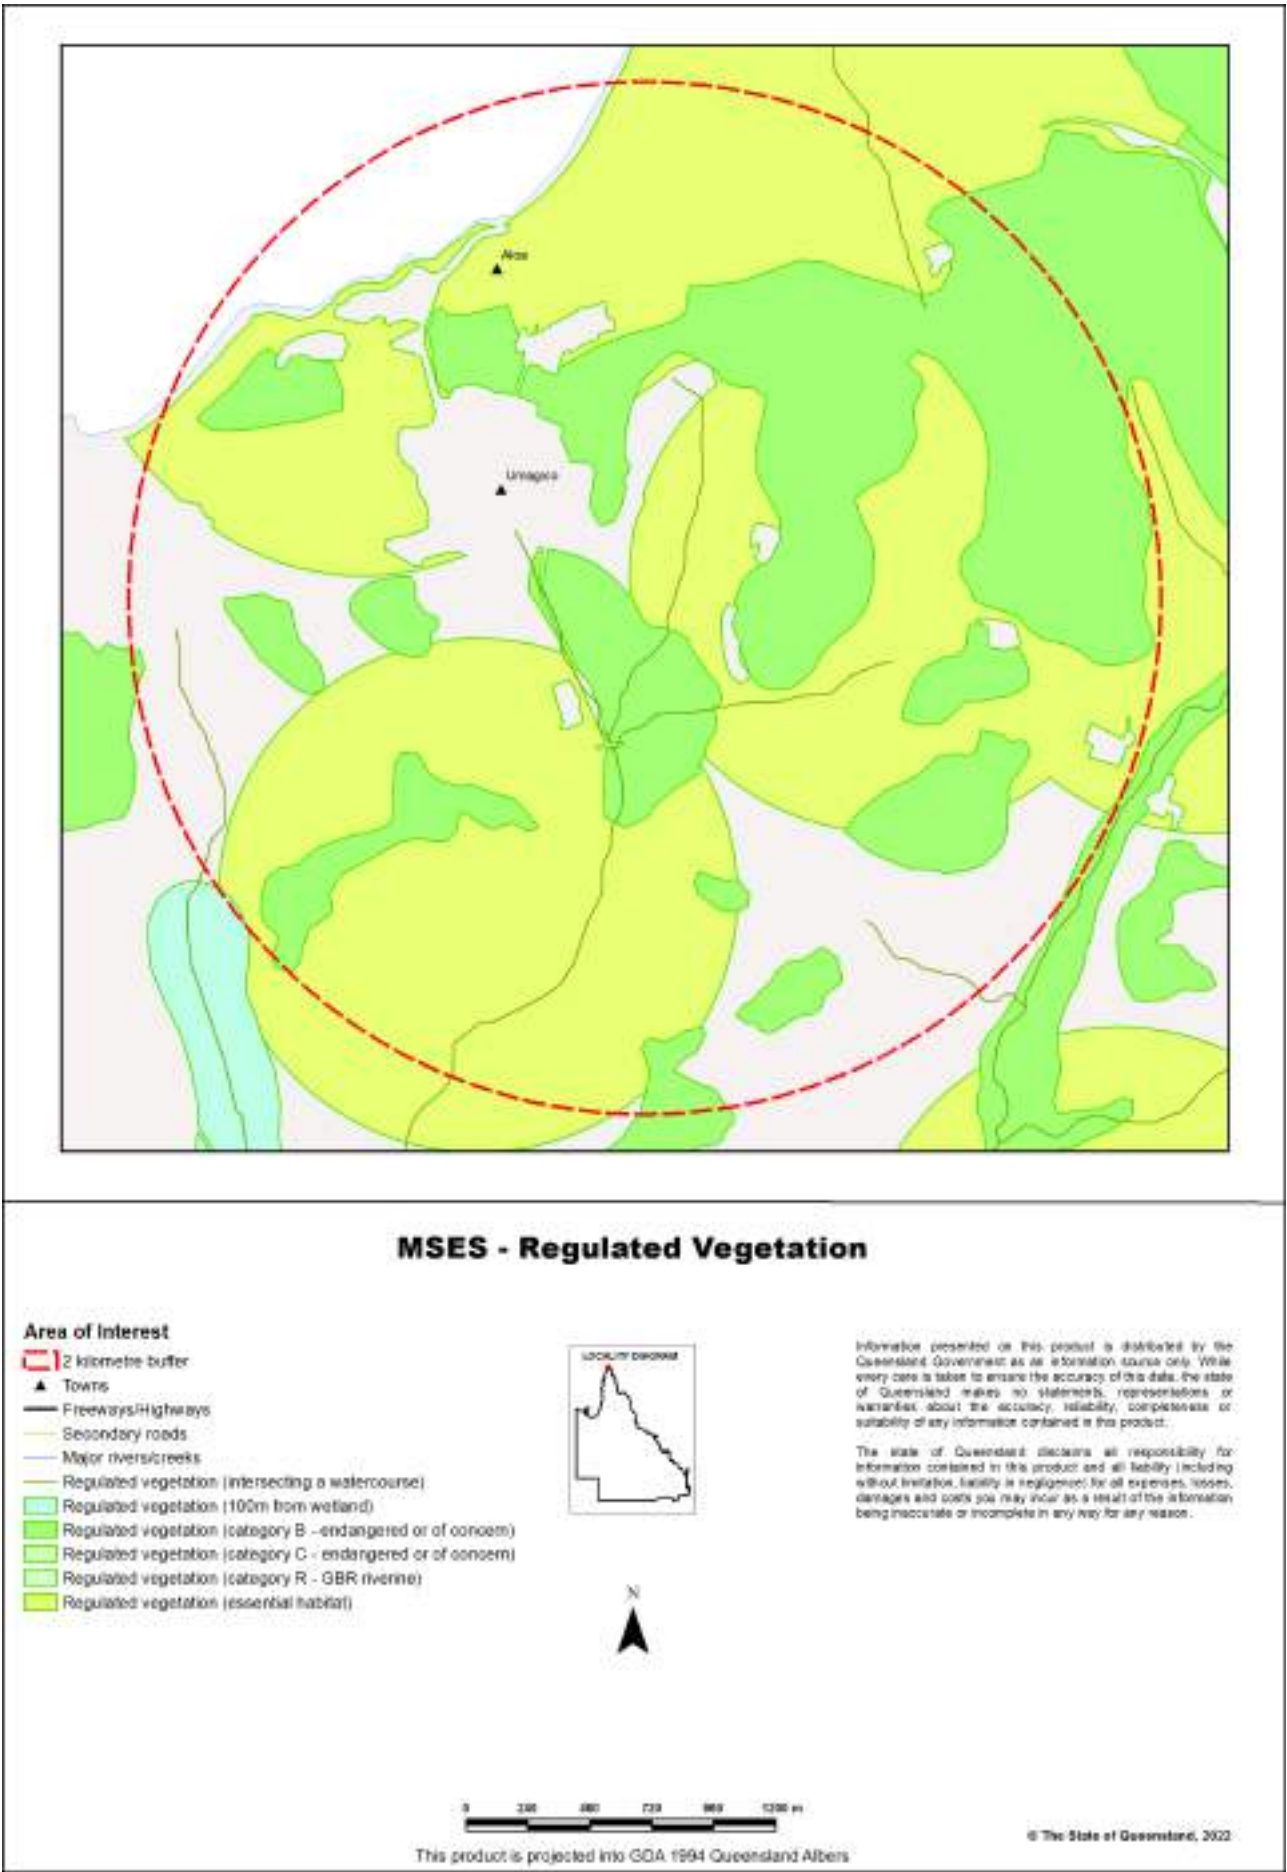 Umagico
MSES - Regulated Vegetation
Area of Interest
2 kilometre buffer
Towns
Freeways/Highways
Secondary roads
Major rivers/creeks
Regulated vegetation (intersecting a watercourse)
Regulated vegetation (100m from wetland)
Regulated vegetation (category B - endangered or of concern)
Regulated vegetation (category C - endangered or of concern)
Regulated vegetation (category R - GBR riverine)
Regulated vegetation (essential habitat)
LOCALITY DIAGRAM
N
Information presented on this product is distributed by the
Queensland Government as an information source only. While
every care is taken to ensure the accuracy of this data, the state
of Queensland makes no statements, representations or
warranties about the accuracy, reliability, completeness or
suitability of any information contained in this product.
The state of Queensland disclaims all responsibility for
information contained in this product and all liability (including
without limitation, liability in negligence) for all expenses, losses,
damages and costs you may incur as a result of the information
being inaccurate or incomplete in any way for any reason.
0 240 480 720 960 1200 m
This product is projected into GDA 1994 Queensland Albers
© The State of Queensland, 2022